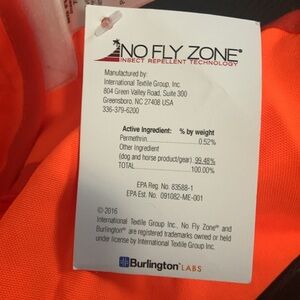 NO FLY ZONE®
INSECT REPELLENT TECHNOLOGY
Manufactured by:
International Textile Group, Inc.
804 Green Valley Road, Suite 300
Greensboro, NC 27408 USA
336-379-6200
Active Ingredient: % by weight
Permethrin..............................0.52%
Other Ingredient
(dog and horse product/gear) .99.48%
TOTAL.................................100.00%
EPA Reg. No. 83588-1
EPA Est. No. 091082-ME-001
© 2016
International Textile Group, Inc., No Fly Zone® and
Burlington® are registered trademarks owned or held
under license by International Textile Group, Inc.
Burlington® LABS